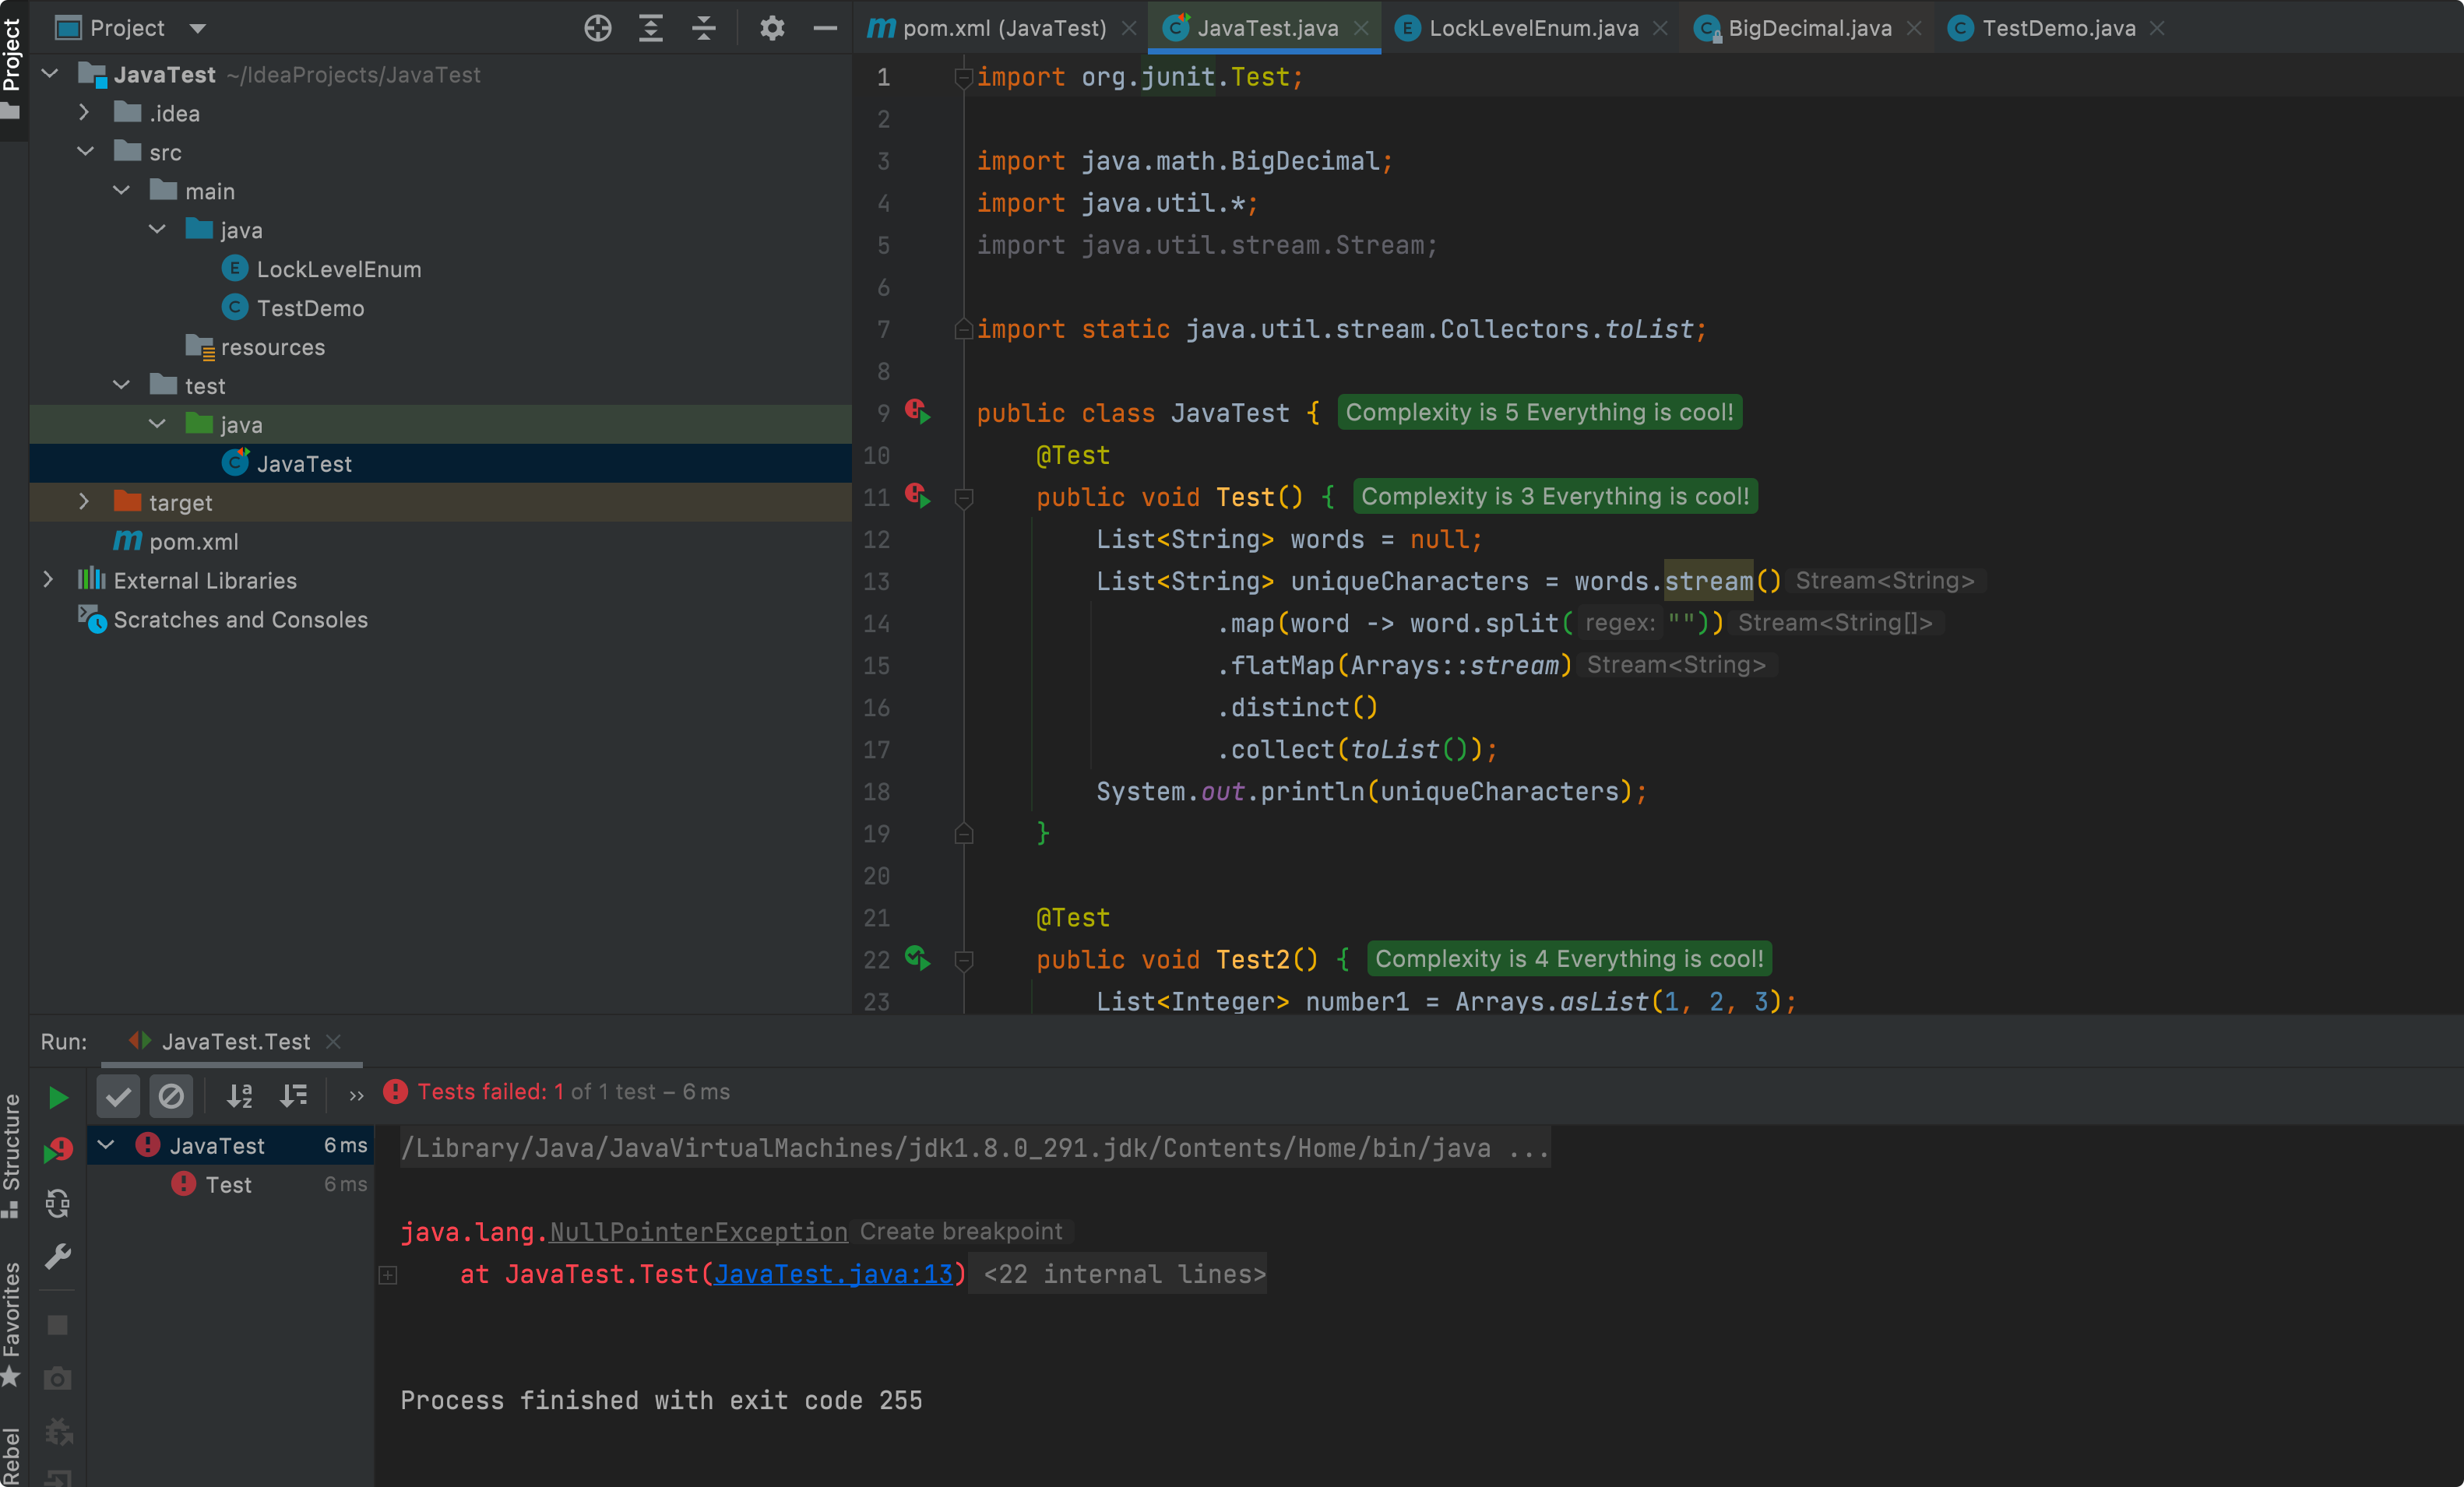 Project
Project
JavaTest ~/IdeaProjects/JavaTest
.idea
src
main
java
LockLevelEnum
TestDemo
resources
test
java
JavaTest
target
pom.xml
External Libraries
Scratches and Consoles
pom.xml (JavaTest)
JavaTest.java
LockLevelEnum.java
BigDecimal.java
TestDemo.java
1 import org.junit.Test;
2
3 import java.math.BigDecimal;
4 import java.util.*;
5 import java.util.stream.Stream;
6
7 import static java.util.stream.Collectors.toList;
8
9 public class JavaTest { Complexity is 5 Everything is cool!
10 @Test
11 public void Test() { Complexity is 3 Everything is cool!
12 List<String> words = null;
13 List<String> uniqueCharacters = words.stream() Stream<String>
14 .map(word -> word.split( regex: "")) Stream<String[]>
15 .flatMap(Arrays::stream) Stream<String>
16 .distinct()
17 .collect(toList());
18 System.out.println(uniqueCharacters);
19 }
20
21 @Test
22 public void Test2() { Complexity is 4 Everything is cool!
23 List<Integer> number1 = Arrays.asList(1, 2, 3);
Run: JavaTest.Test
Tests failed: 1 of 1 test – 6 ms
JavaTest 6 ms
Test 6 ms
/Library/Java/JavaVirtualMachines/jdk1.8.0_291.jdk/Contents/Home/bin/java ...
java.lang.NullPointerException Create breakpoint
at JavaTest.Test(JavaTest.java:13) <22 internal lines>
Process finished with exit code 255
Structure
Favorites
Rebel